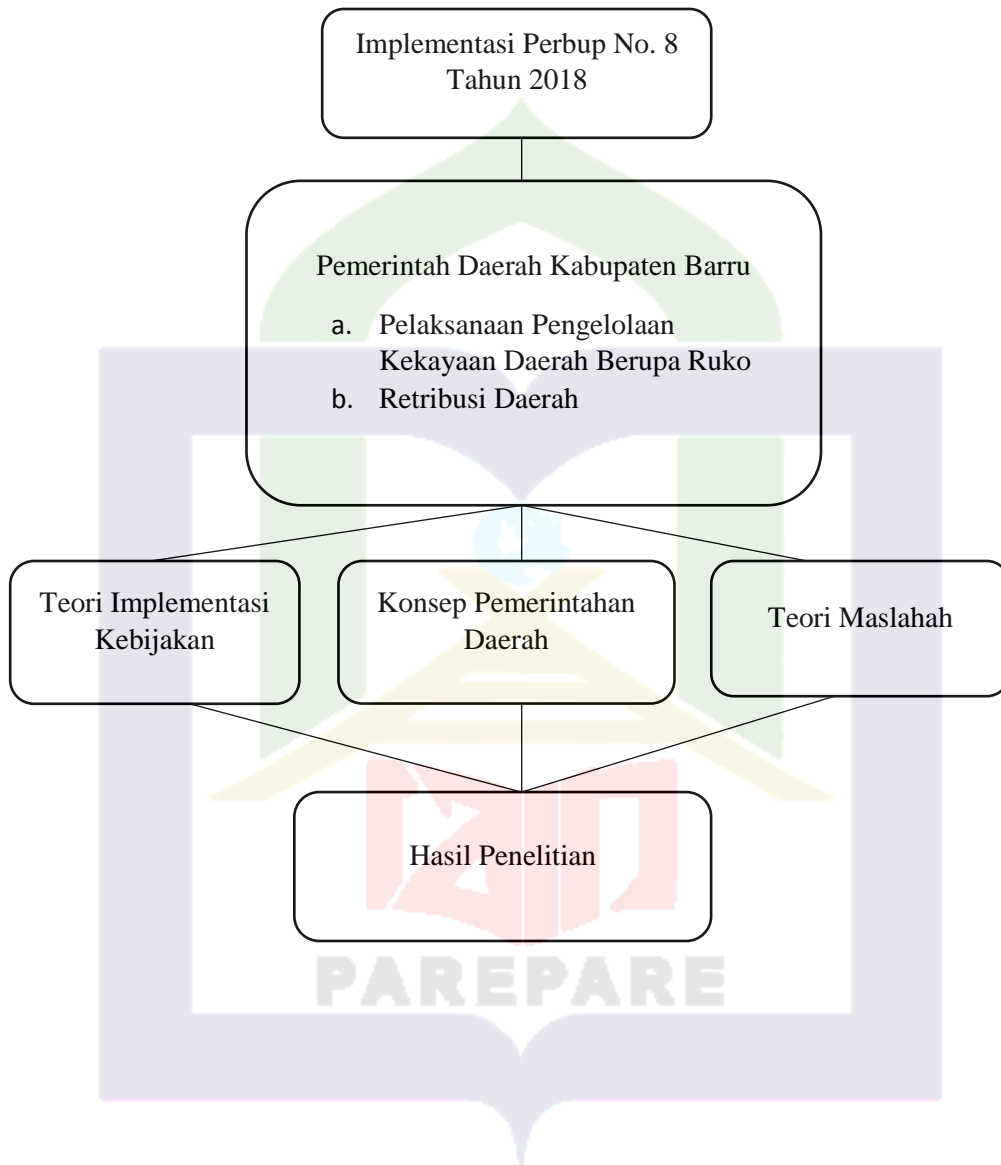 Implementasi Perbup No. 8
Tahun 2018
Pemerintah Daerah Kabupaten Barru
a. Pelaksanaan Pengelolaan
Kekayaan Daerah Berupa Ruko
b. Retribusi Daerah
Teori Implementasi
Kebijakan
Konsep Pemerintahan
Daerah
Teori Maslahah
Hasil Penelitian
PAREPARE